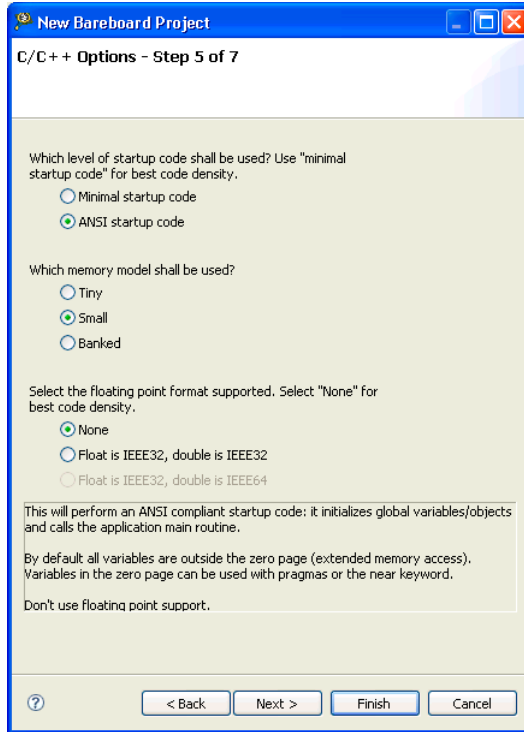 New Bareboard Project
C/C++ Options - Step 5 of 7
Which level of startup code shall be used? Use "minimal
startup code" for best code density.
Minimal startup code
ANSI startup code
Which memory model shall be used?
Tiny
Small
Banked
Select the floating point format supported. Select "None" for
best code density.
None
Float is IEEE32, double is IEEE32
Float is IEEE32, double is IEEE64
This will perform an ANSI compliant startup code: it initializes global variables/objects
and calls the application main routine.
By default all variables are outside the zero page (extended memory access).
Variables in the zero page can be used with pragmas or the near keyword.
Don't use floating point support.
?
< Back
Next >
Finish
Cancel